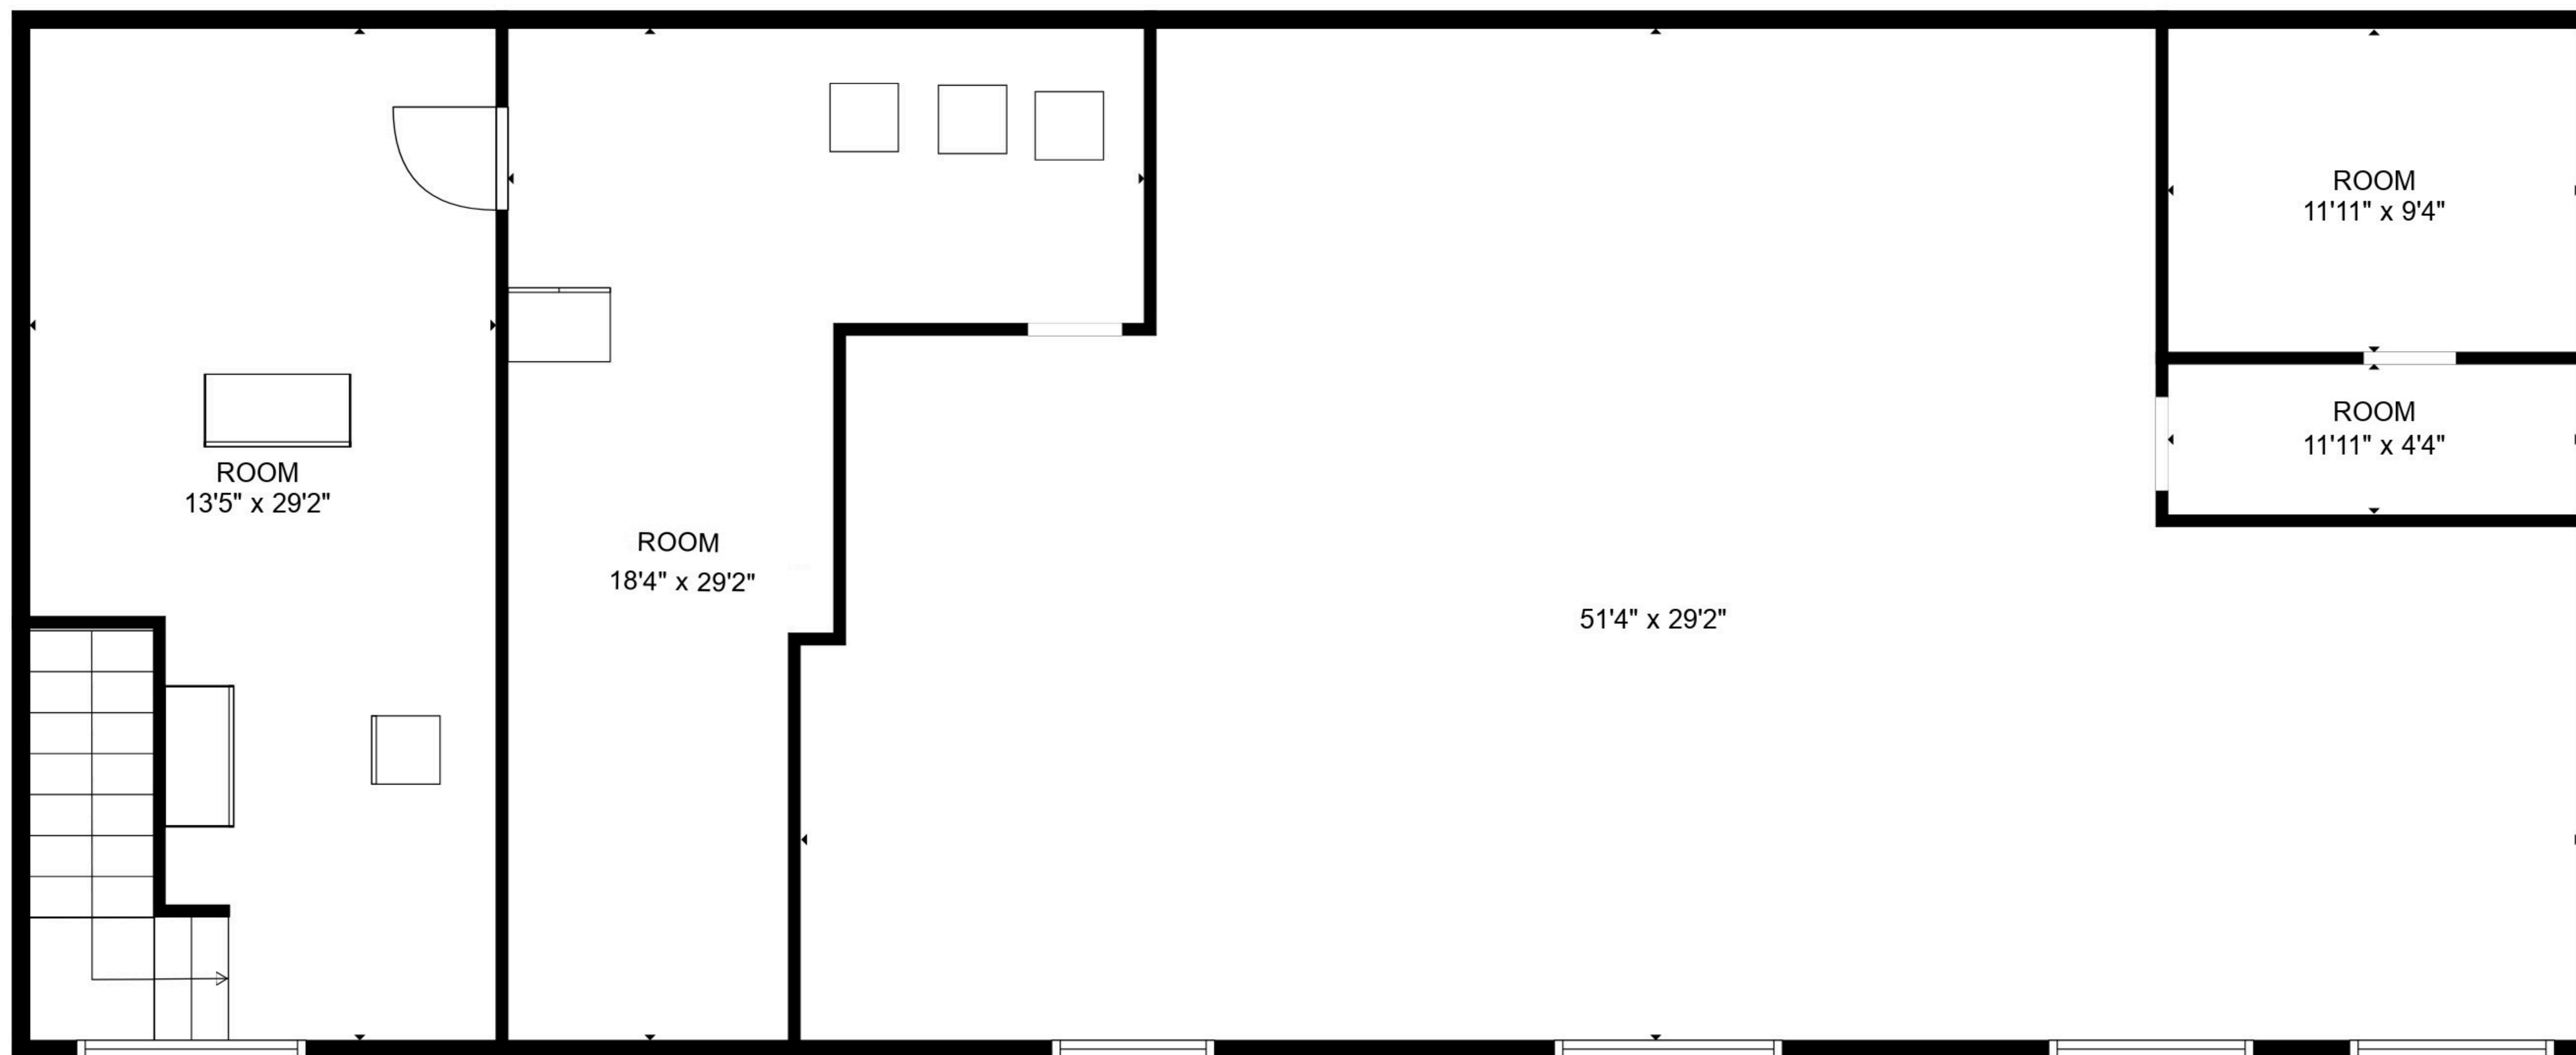 ROOM
13'5" x 29'2"
ROOM
18'4" x 29'2"
51'4" x 29'2"
ROOM
11'11" x 9'4"
ROOM
11'11" x 4'4"